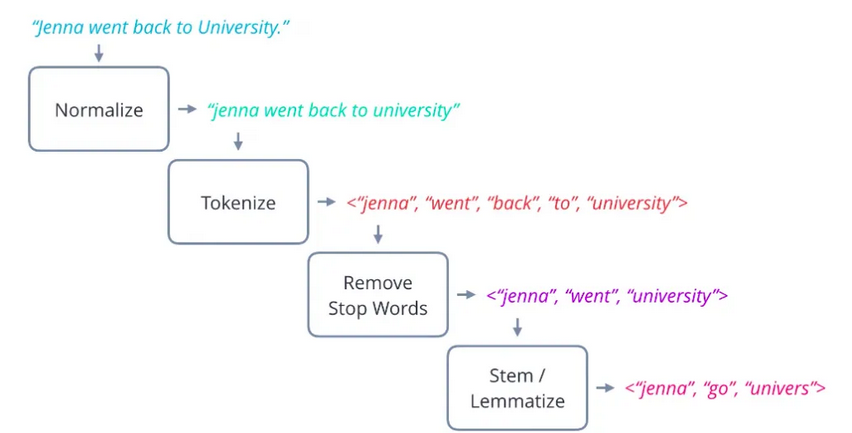 “Jenna went back to University.”
Normalize
“jenna went back to university”
Tokenize
<“jenna”, “went”, “back”, “to”, “university”>
Remove
Stop Words
<“jenna”, “went”, “university”>
Stem /
Lemmatize
<“jenna”, “go”, “univers”>